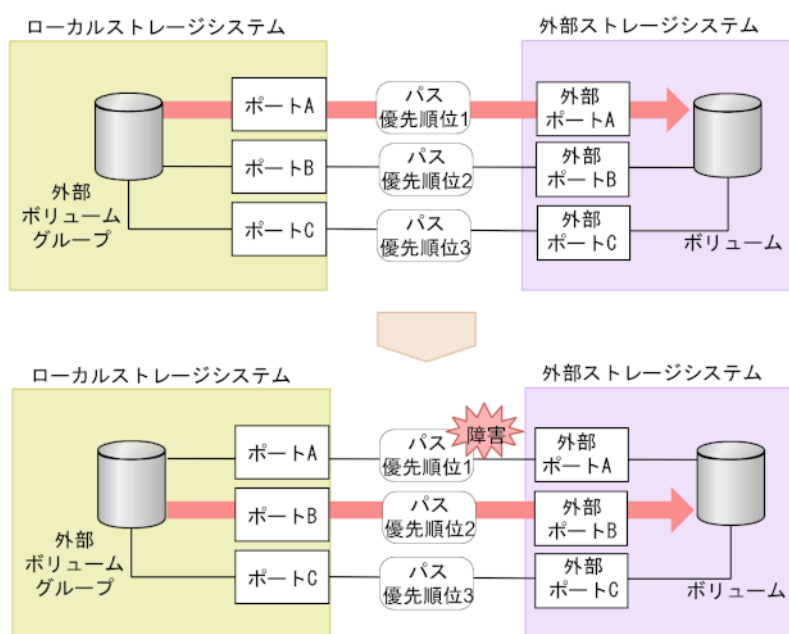 ローカルストレージシステム
外部ストレージシステム
ポートA
パス
優先順位1
外部
ポートA
ポートB
パス
優先順位2
外部
ポートB
外部
ボリューム
グループ
ポートC
パス
優先順位3
外部
ポートC
ボリューム
ローカルストレージシステム
外部ストレージシステム
障害
ポートA
パス
優先順位1
外部
ポートA
ポートB
パス
優先順位2
外部
ポートB
外部
ボリューム
グループ
ポートC
パス
優先順位3
外部
ポートC
ボリューム